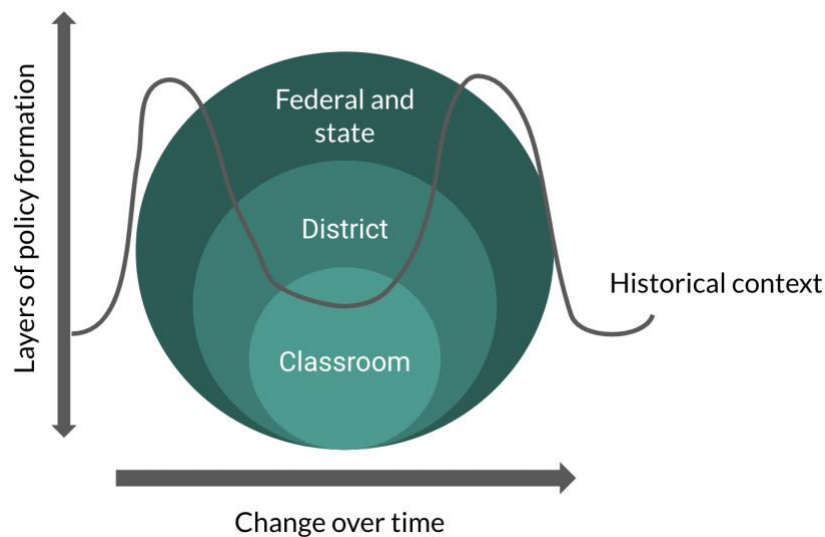 Layers of policy formation
Federal and
state
District
Classroom
Historical context
Change over time